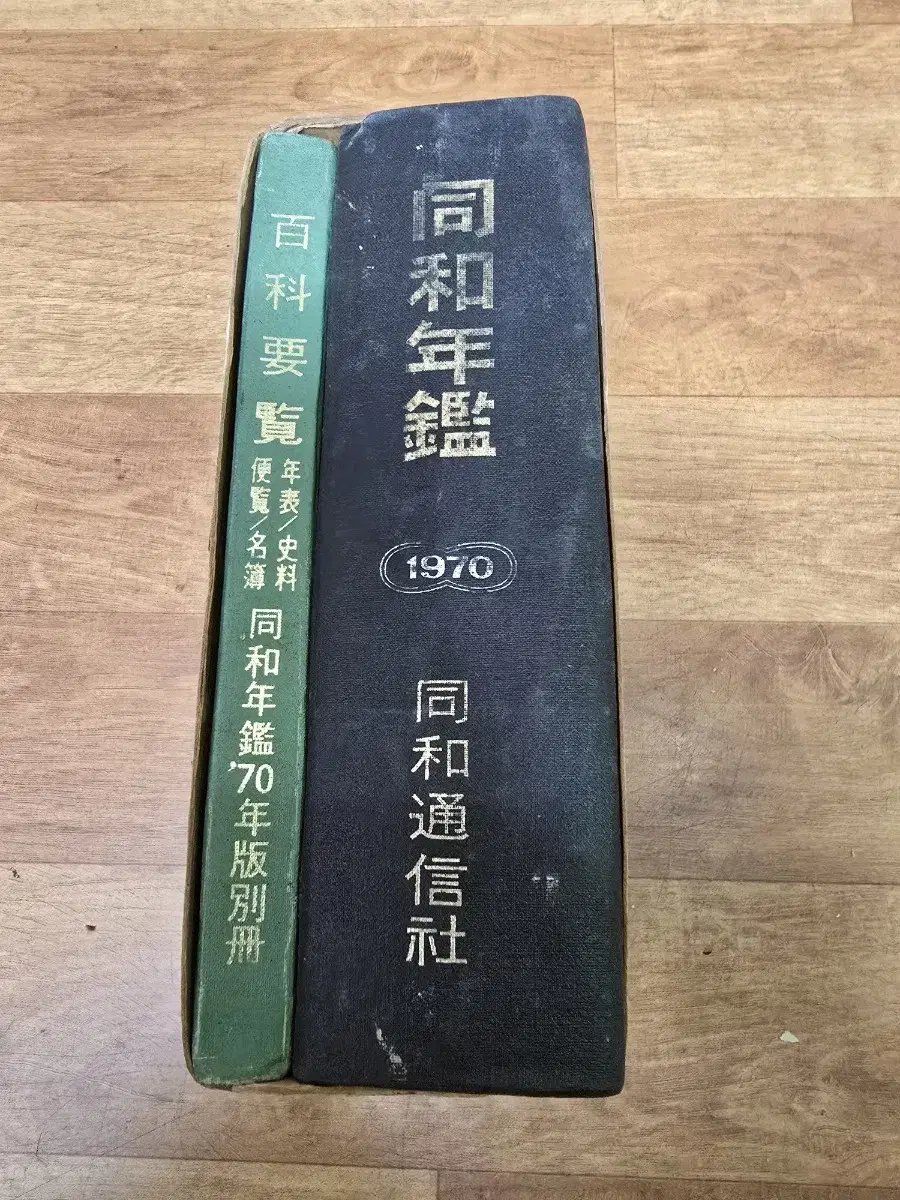 百科要覧
年表/史料
便覧/名簿
同和年鑑'70年版別冊
同和年鑑
1970
同和通信社